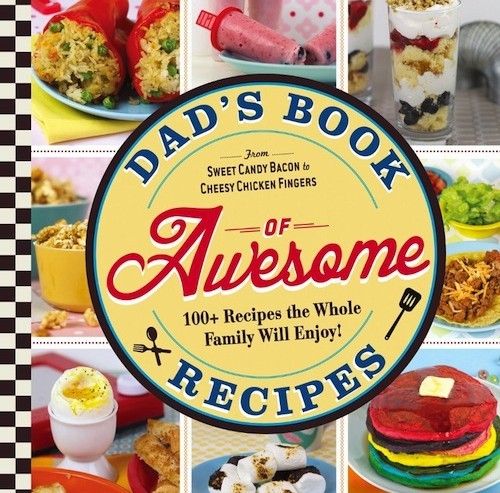 DAD'S BOOK
From
SWEET CANDY BACON to
CHEESY CHICKEN FINGERS
OF
Awesome
100+ Recipes the Whole
Family Will Enjoy!
RECIPES